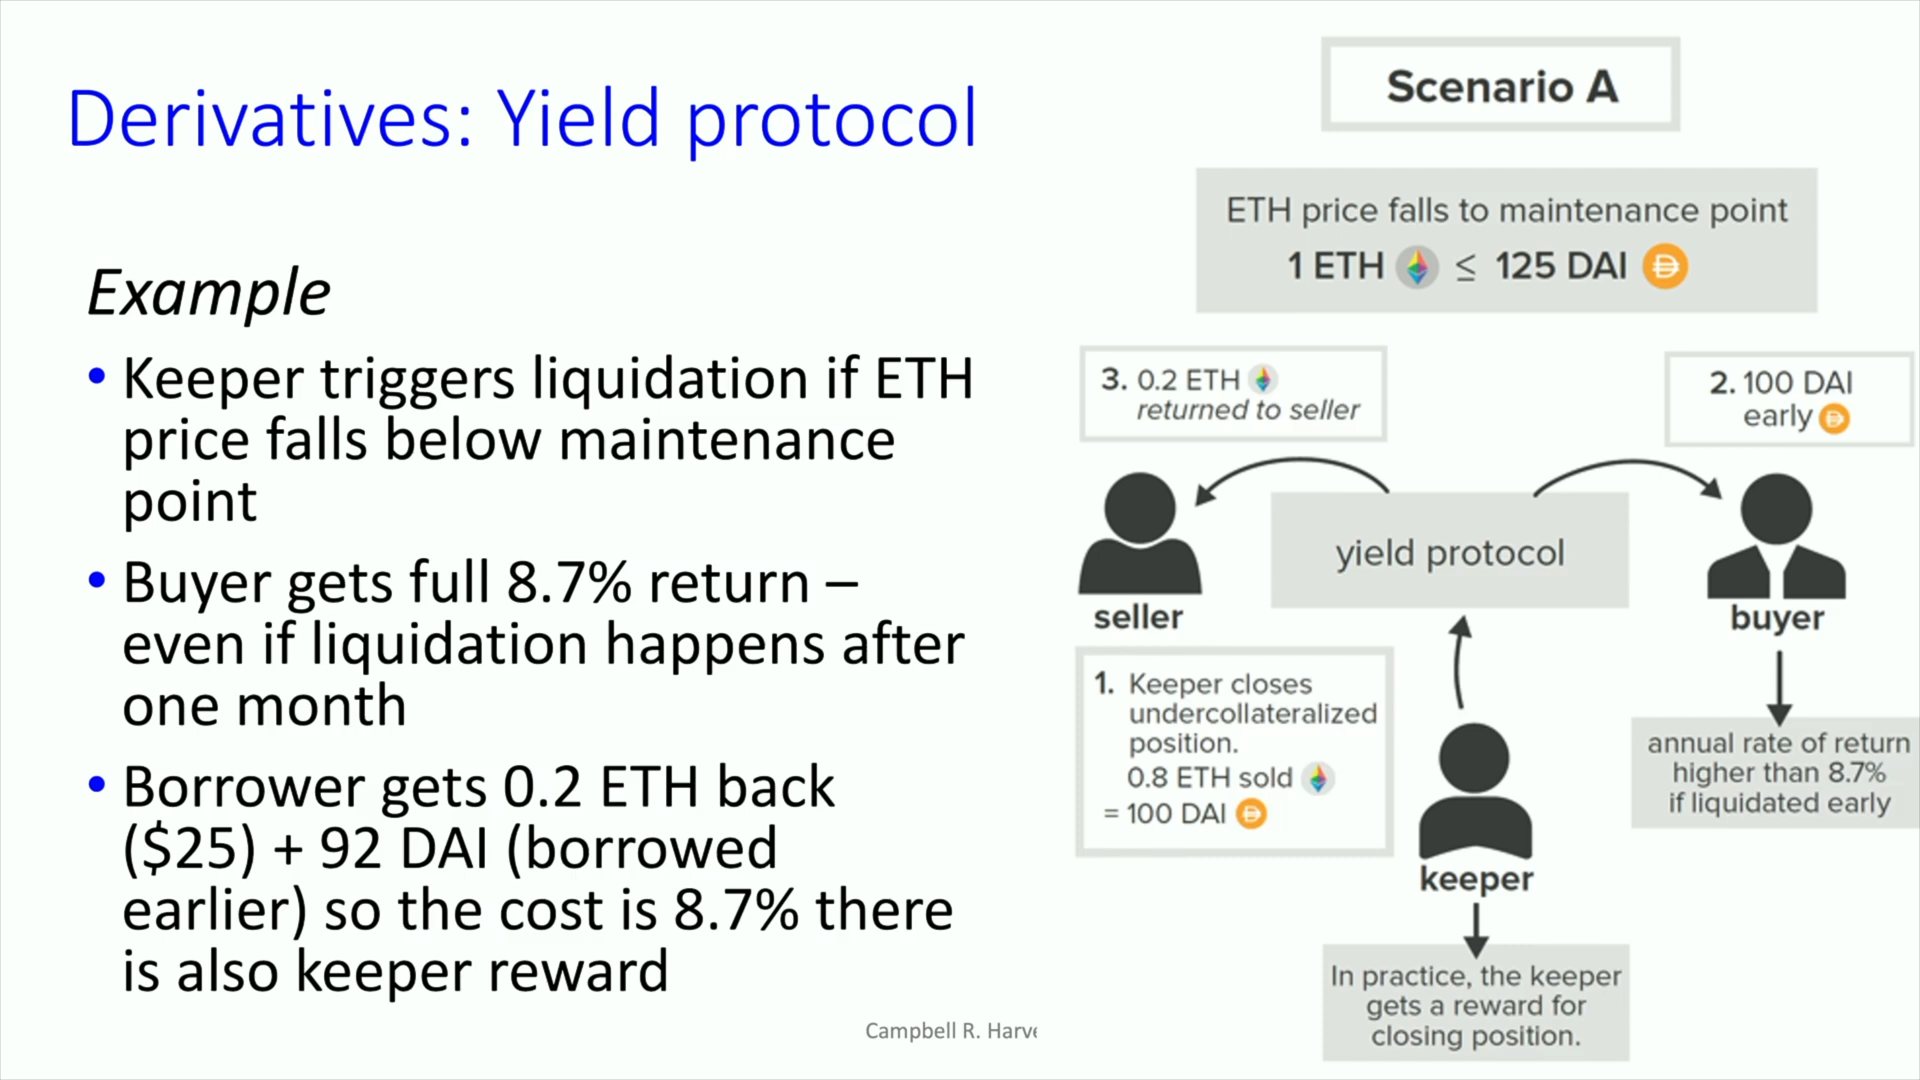 Derivatives: Yield protocol
Example
• Keeper triggers liquidation if ETH
price falls below maintenance
point
• Buyer gets full 8.7% return –
even if liquidation happens after
one month
• Borrower gets 0.2 ETH back
($25) + 92 DAI (borrowed
earlier) so the cost is 8.7% there
is also keeper reward
Campbell R. Harve
Scenario A
ETH price falls to maintenance point
1 ETH ≤ 125 DAI
3. 0.2 ETH
returned to seller
2. 100 DAI
early
yield protocol
seller
buyer
1. Keeper closes
undercollateralized
position.
0.8 ETH sold
= 100 DAI
annual rate of return
higher than 8.7%
if liquidated early
keeper
In practice, the keeper
gets a reward for
closing position.